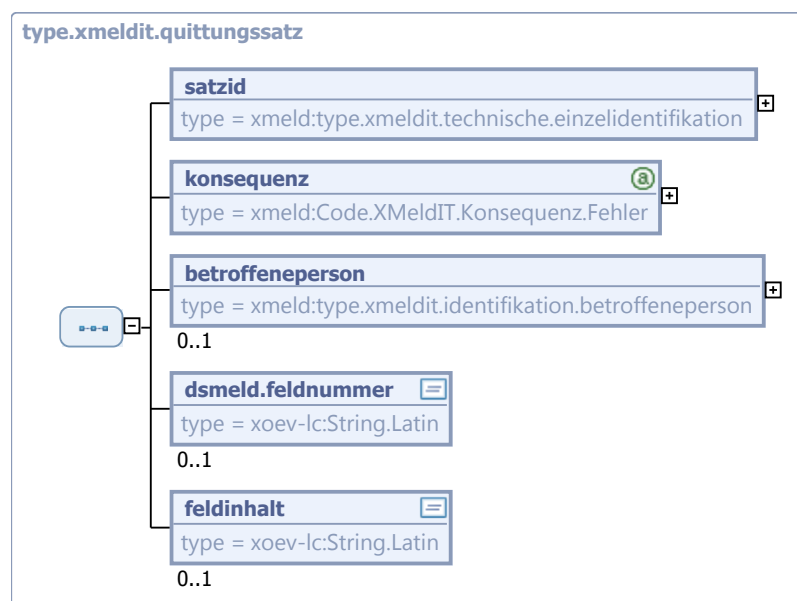 type.xmeldit.quittungssatz
satzid
type = xmeld:type.xmeldit.technische.einzelidentifikation
konsequenz
type = xmeld:Code.XMeldIT.Konsequenz.Fehler
betroffeneperson
type = xmeld:type.xmeldit.identifikation.betroffeneperson
0..1
dsmeld.feldnummer
type = xoev-lc:String.Latin
0..1
feldinhalt
type = xoev-lc:String.Latin
0..1